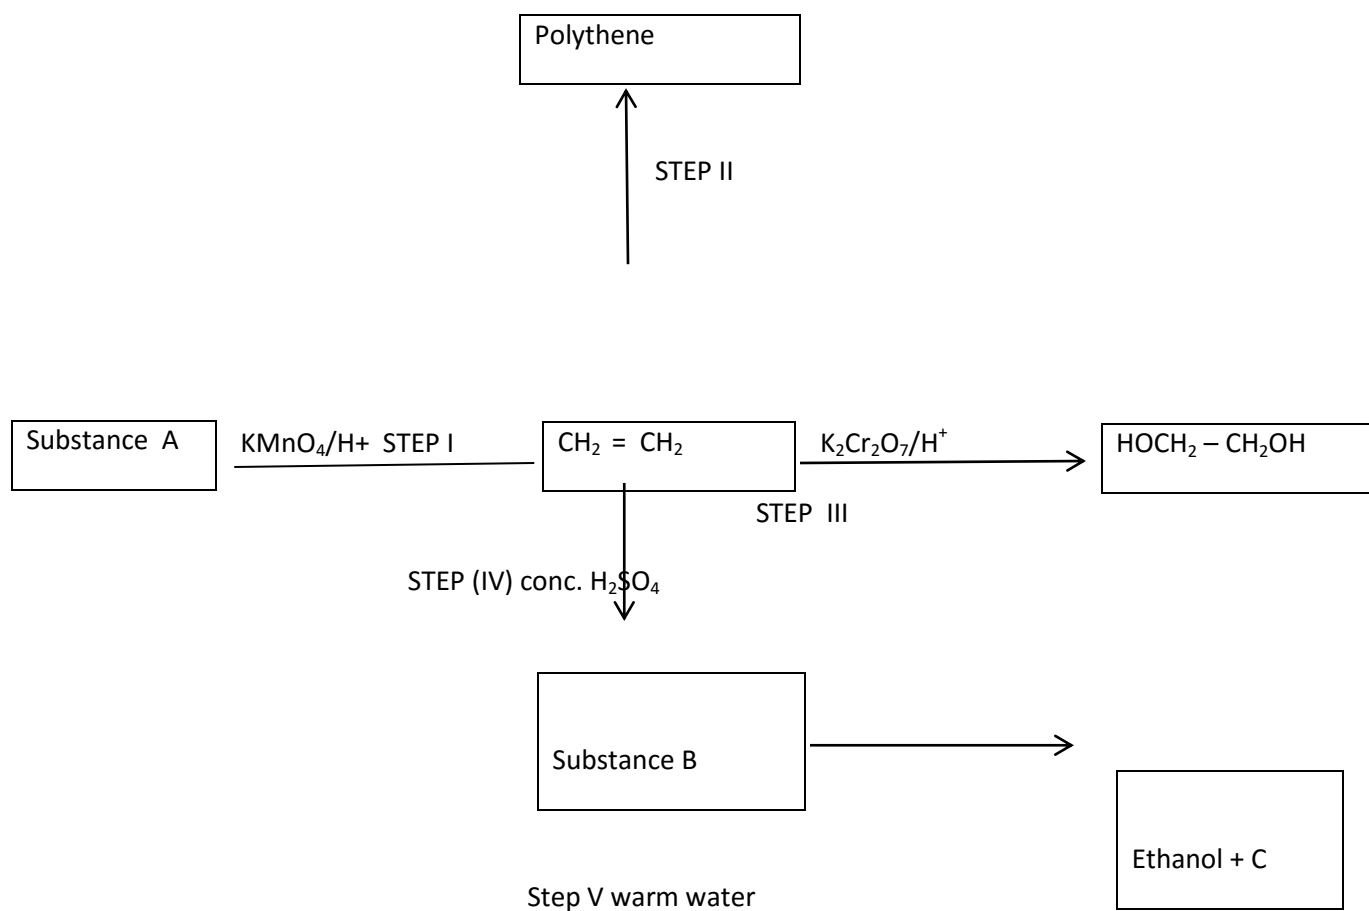 Polythene
STEP II
Substance A
KMnO₄/H+ STEP I
CH₂ = CH₂
K₂Cr₂O₇/H⁺
HOCH₂ – CH₂OH
STEP III
STEP (IV) conc. H₂SO₄
Substance B
Ethanol + C
Step V warm water